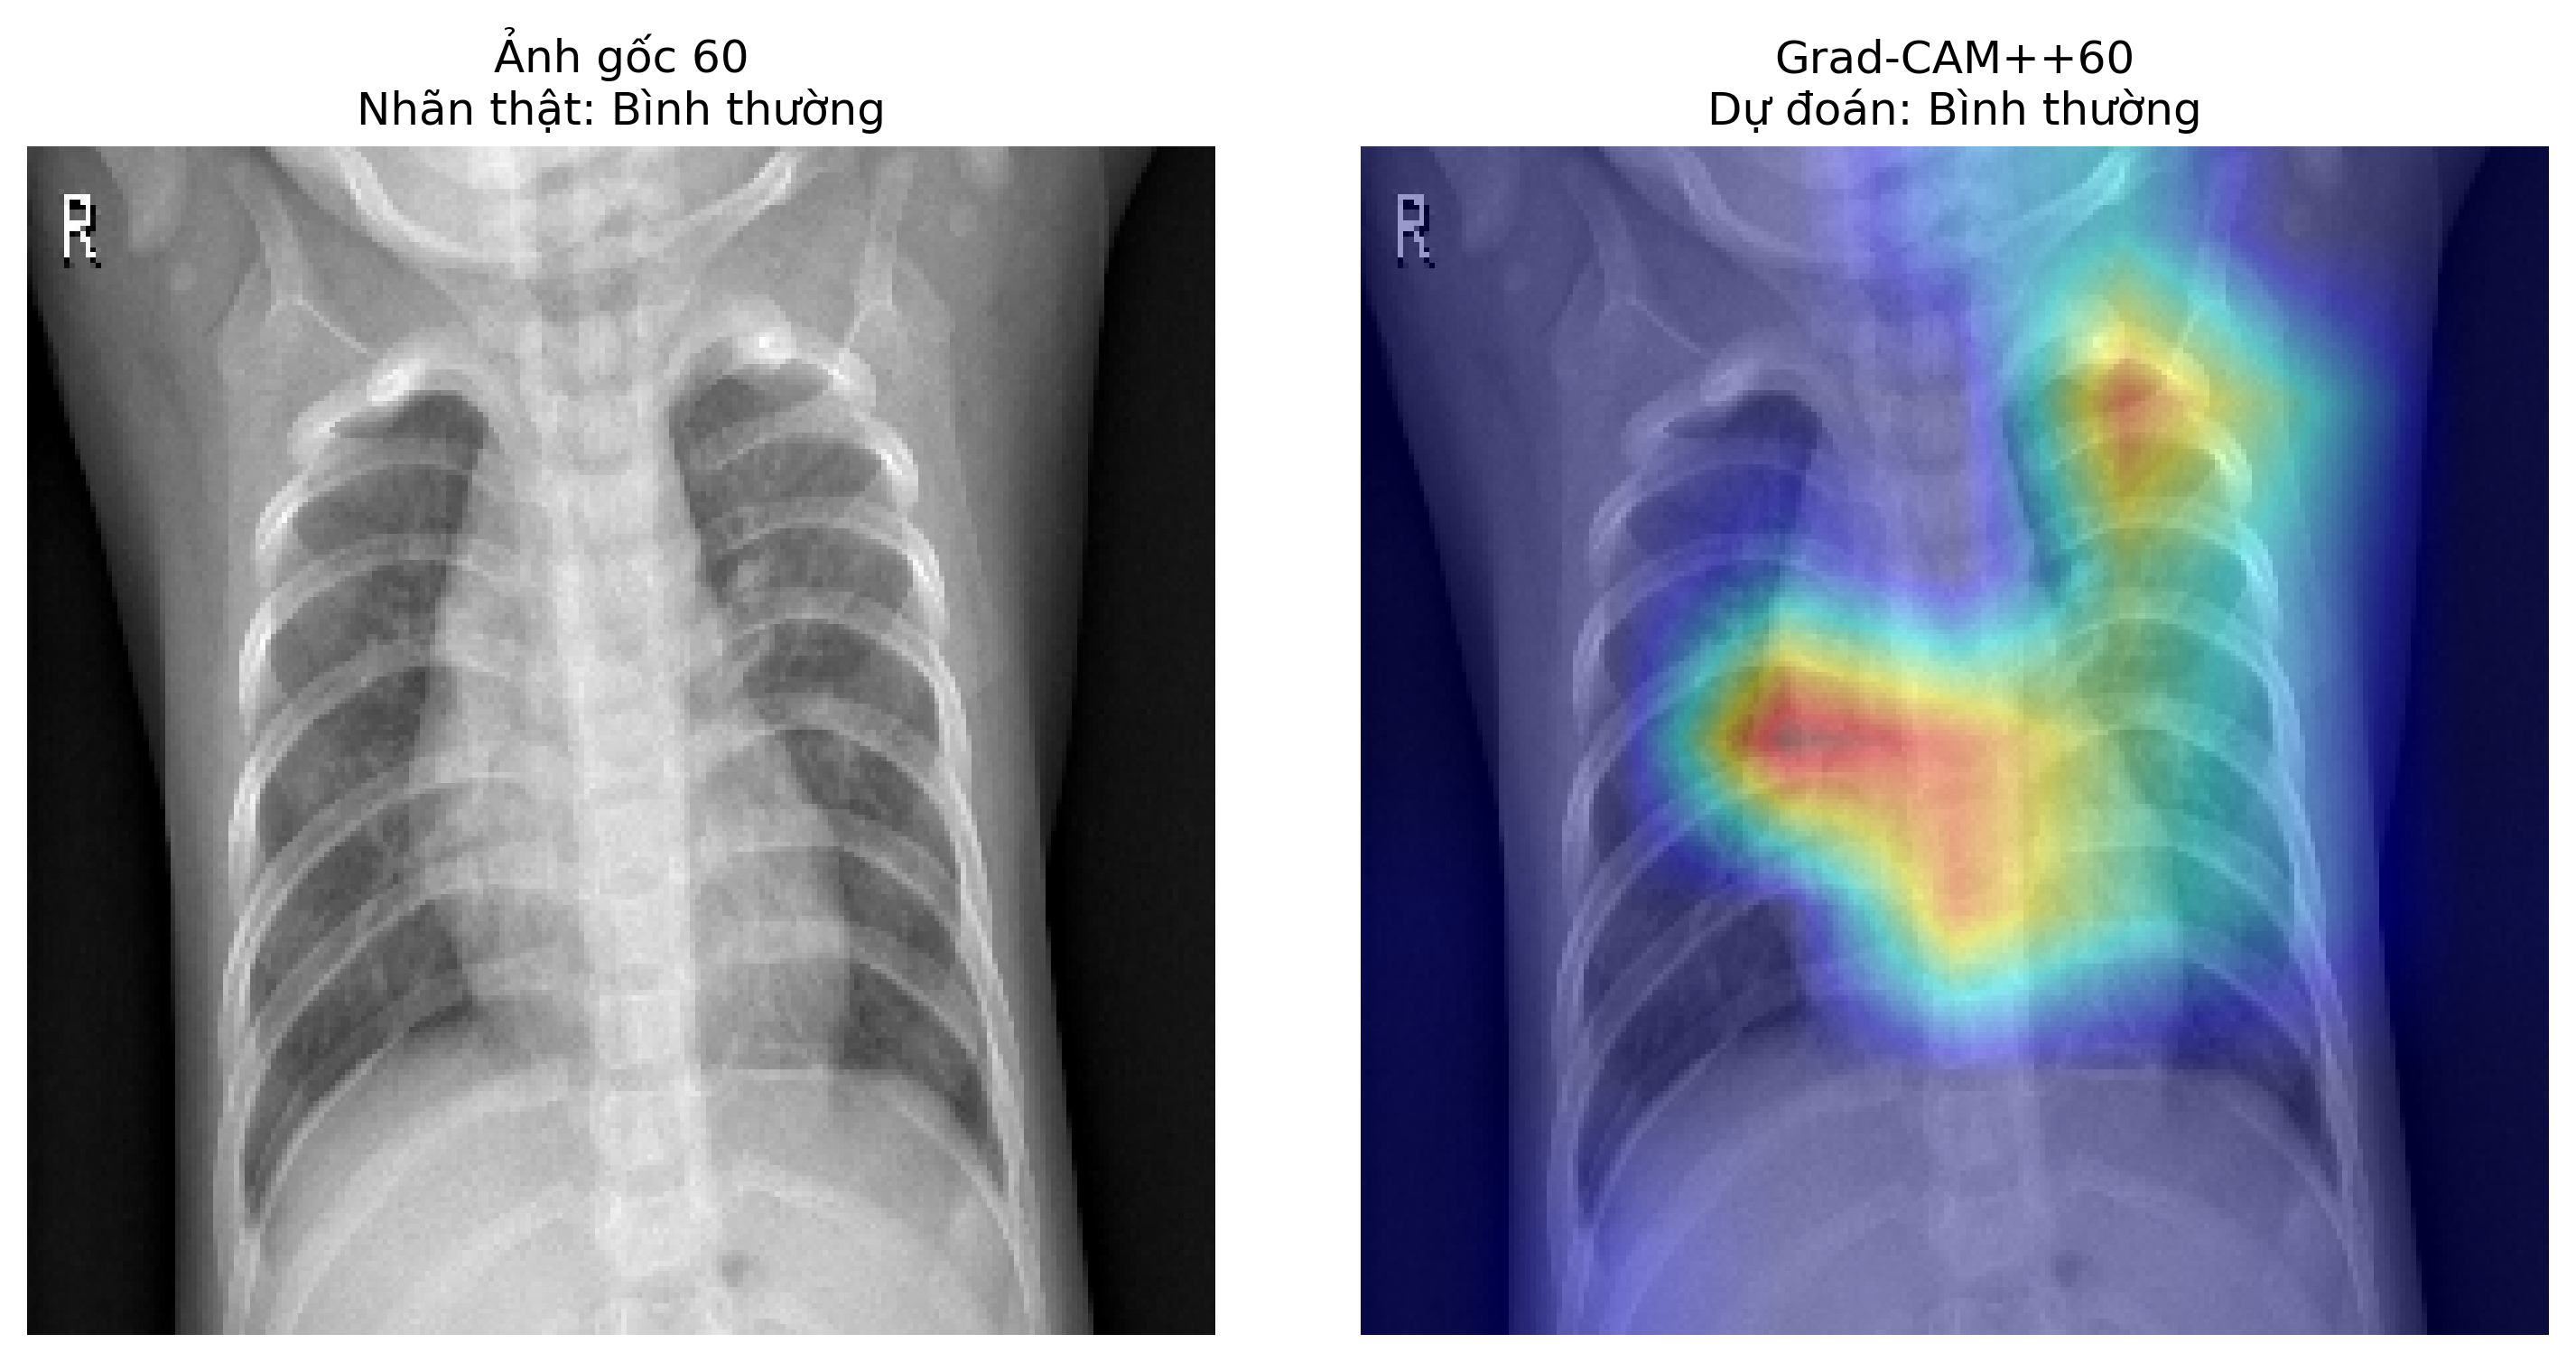 Ảnh gốc 60
Nhãn thật: Bình thường
Grad-CAM++60
Dự đoán: Bình thường
R
R